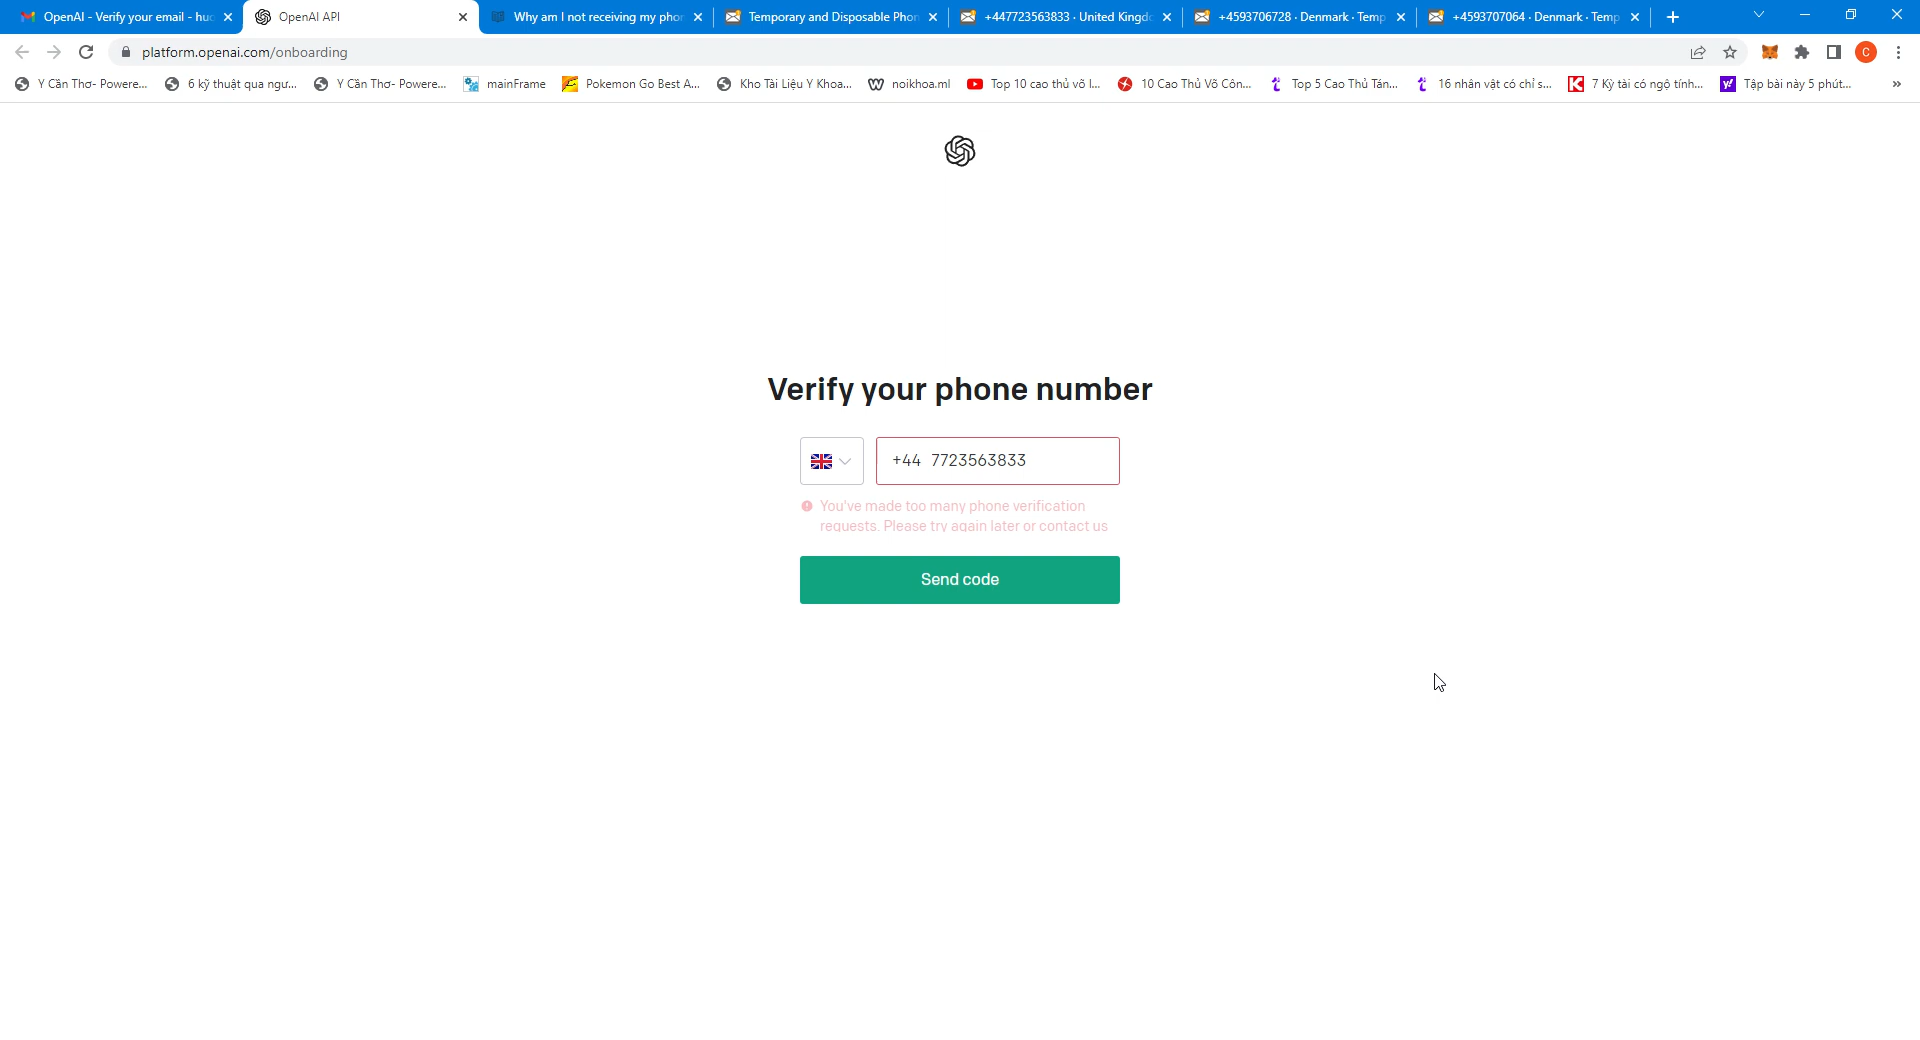 OpenAI - Verify your email - huo
OpenAI API
Why am I not receiving my phon
Temporary and Disposable Phon
+447723563833 · United Kingdo
+4593706728 · Denmark · Temp
+4593707064 · Denmark · Temp
platform.openai.com/onboarding
C
Y Cần Thơ- Powere...
6 kỹ thuật qua ngư...
Y Cần Thơ- Powere...
mainFrame
Pokemon Go Best A...
Kho Tài Liệu Y Khoa...
noikhoa.ml
Top 10 cao thủ võ l...
10 Cao Thủ Võ Côn...
Top 5 Cao Thủ Tán...
16 nhân vật có chỉ s...
7 Kỳ tài có ngộ tính...
Tập bài này 5 phút...
Verify your phone number
+44 7723563833
You've made too many phone verification
requests. Please try again later or contact us
Send code